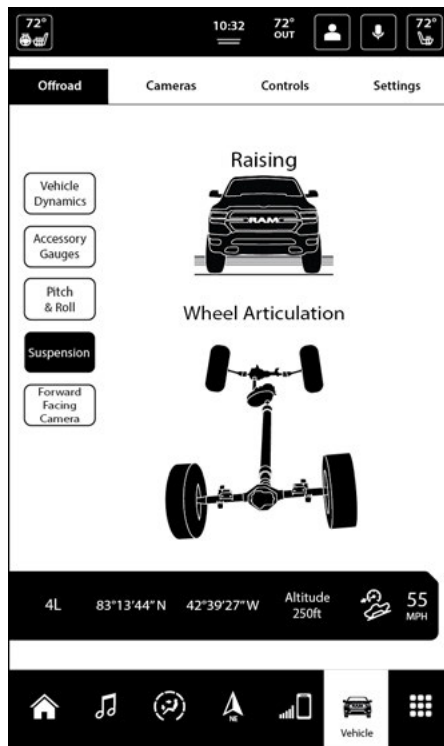 72°
10:32
72°
OUT
72°
Offroad
Cameras
Controls
Settings
Raising
RAM
Vehicle
Dynamics
Accessory
Gauges
Pitch
& Roll
Suspension
Forward
Facing
Camera
Wheel Articulation
4L
83°13'44"N
42°39'27"W
Altitude
250ft
55
MPH
NE
Vehicle